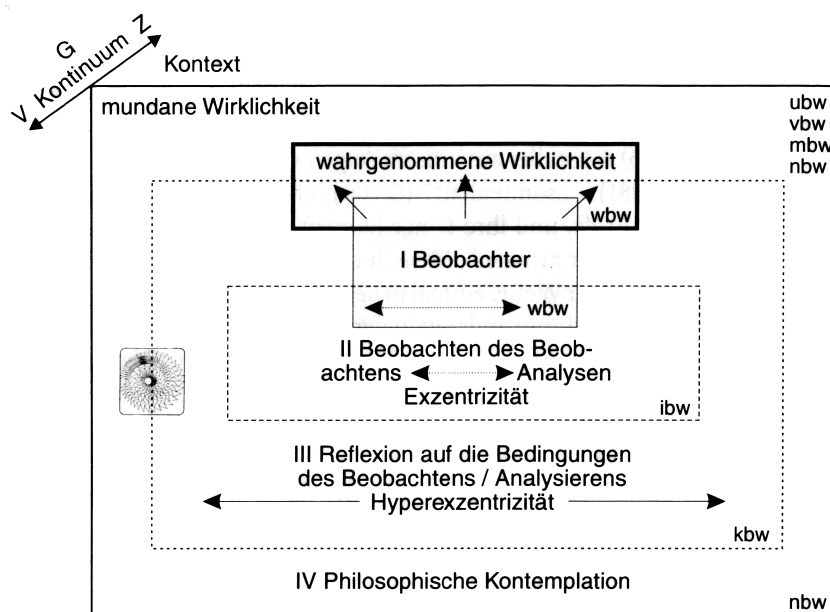 V Kontinuum Z
G
Kontext
mundane Wirklichkeit
ubw
vbw
mbw
nbw
wahrgenommene Wirklichkeit
wbw
I Beobachter
wbw
II Beobachten des Beob-
achtens Analysen
Exzentrizität
ibw
III Reflexion auf die Bedingungen
des Beobachtens / Analysierens
Hyperexzentrizität
kbw
IV Philosophische Kontemplation
nbw